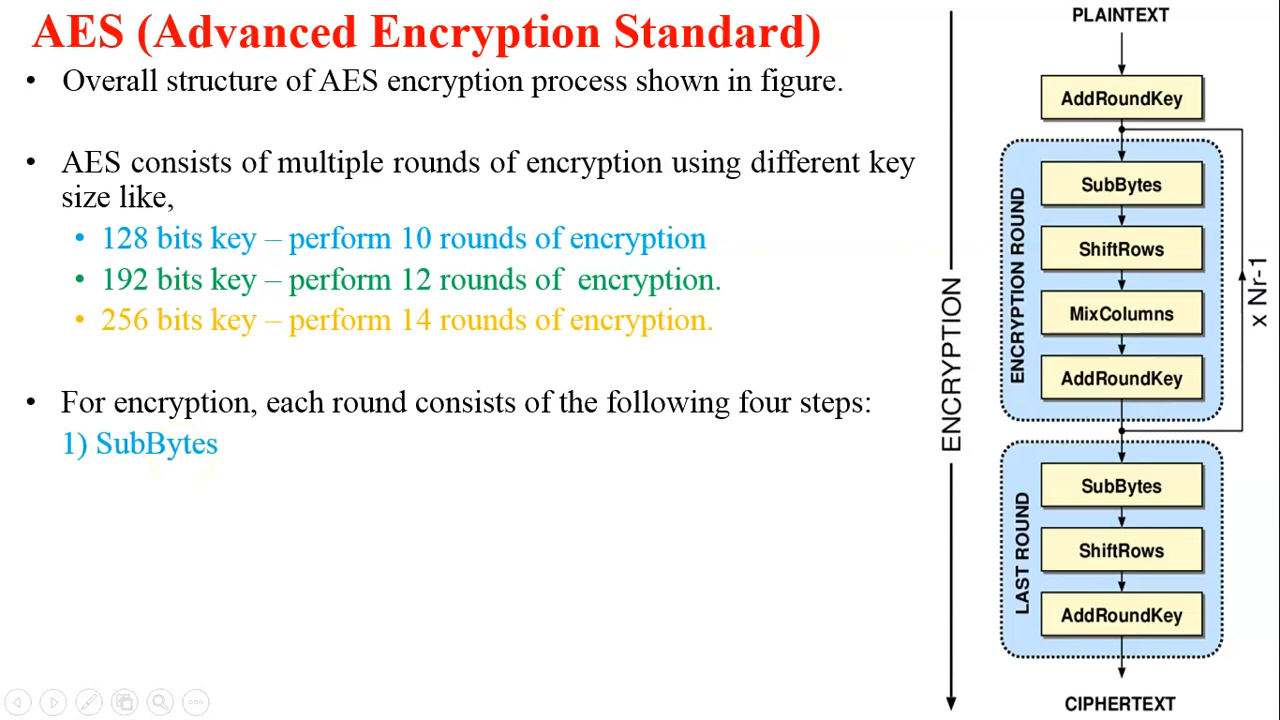 AES (Advanced Encryption Standard)
• Overall structure of AES encryption process shown in figure.
• AES consists of multiple rounds of encryption using different key
size like,
• 128 bits key – perform 10 rounds of encryption
• 192 bits key – perform 12 rounds of  encryption.
• 256 bits key – perform 14 rounds of encryption.
• For encryption, each round consists of the following four steps:
1) SubBytes
ENCRYPTION
PLAINTEXT
AddRoundKey
ENCRYPTION ROUND
SubBytes
ShiftRows
MixColumns
AddRoundKey
x Nr-1
LAST ROUND
SubBytes
ShiftRows
AddRoundKey
CIPHERTEXT